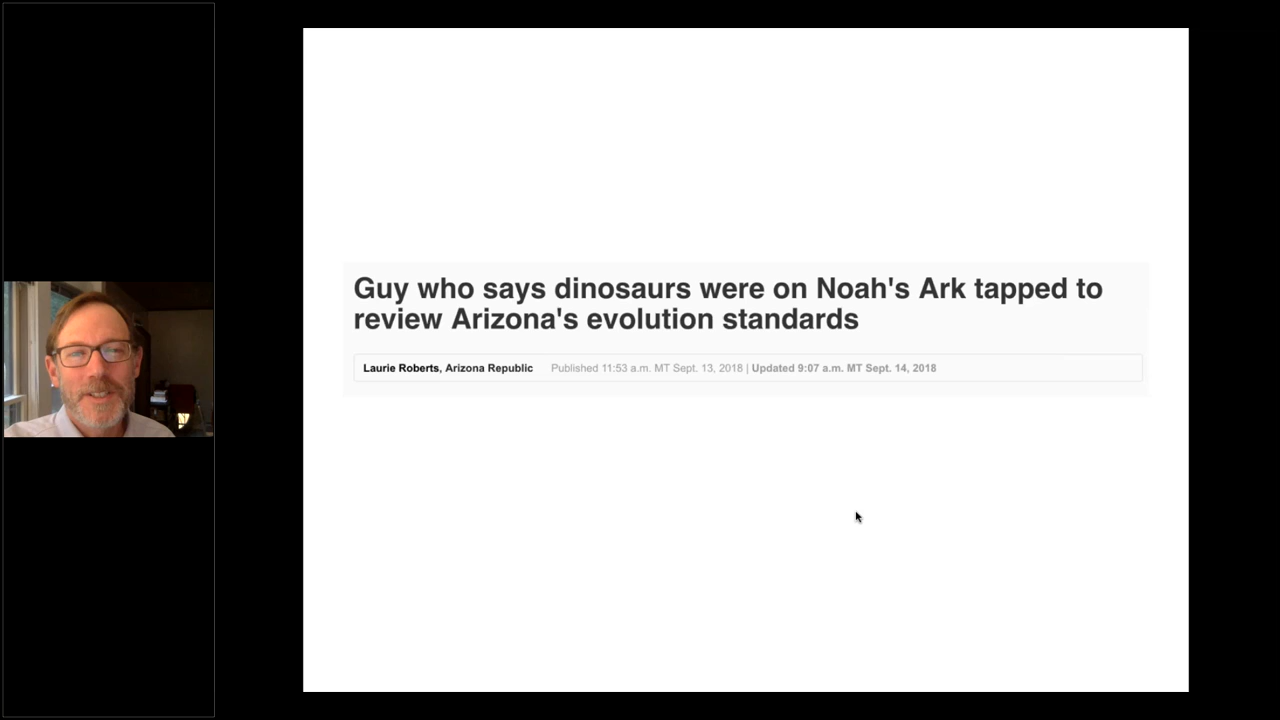 Guy who says dinosaurs were on Noah's Ark tapped to
review Arizona's evolution standards
Laurie Roberts, Arizona Republic Published 11:53 a.m. MT Sept. 13, 2018 | Updated 9:07 a.m. MT Sept. 14, 2018